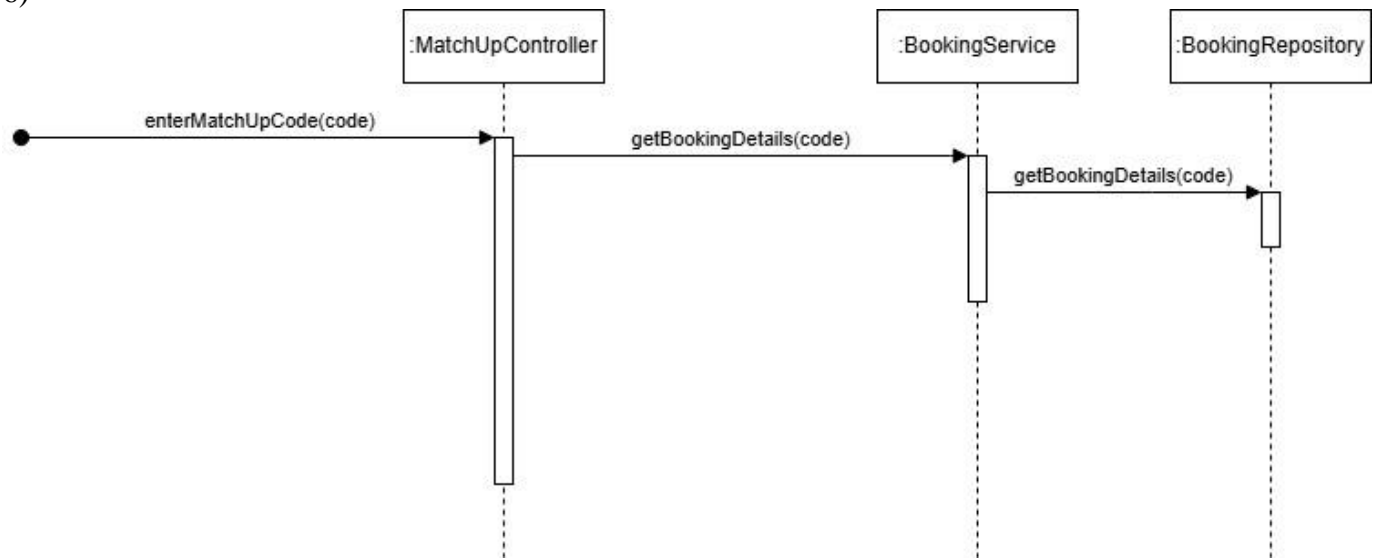 :MatchUpController
:BookingService
:BookingRepository
enterMatchUpCode(code)
getBookingDetails(code)
getBookingDetails(code)